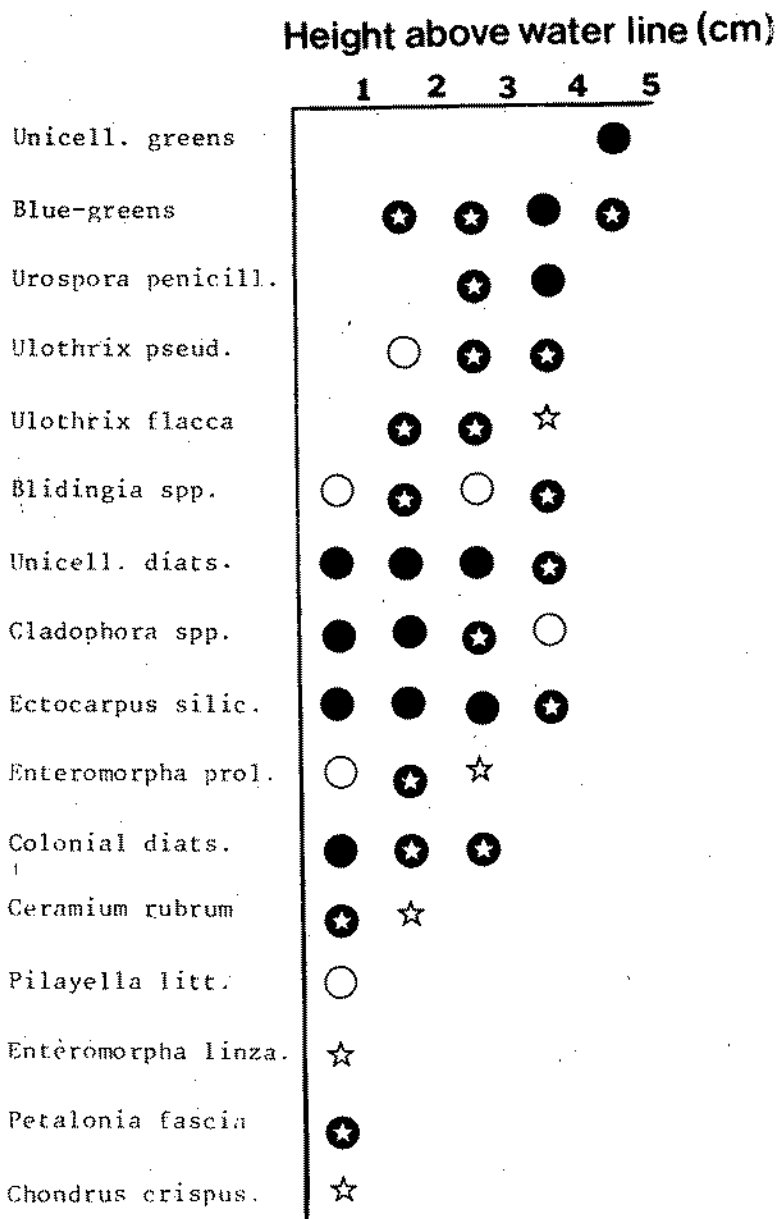 Height above water line (cm)
1 2 3 4 5
Unicell. greens
Blue-greens
Urospora penicill.
Ulothrix pseud.
Ulothrix flacca
Blidingia spp.
Unicell. diats.
Cladophora spp.
Ectocarpus silic.
Enteromorpha prol.
Colonial diats.
Ceramium rubrum
Pilayella litt.
Enteromorpha linza.
Petalonia fascia
Chondrus crispus.